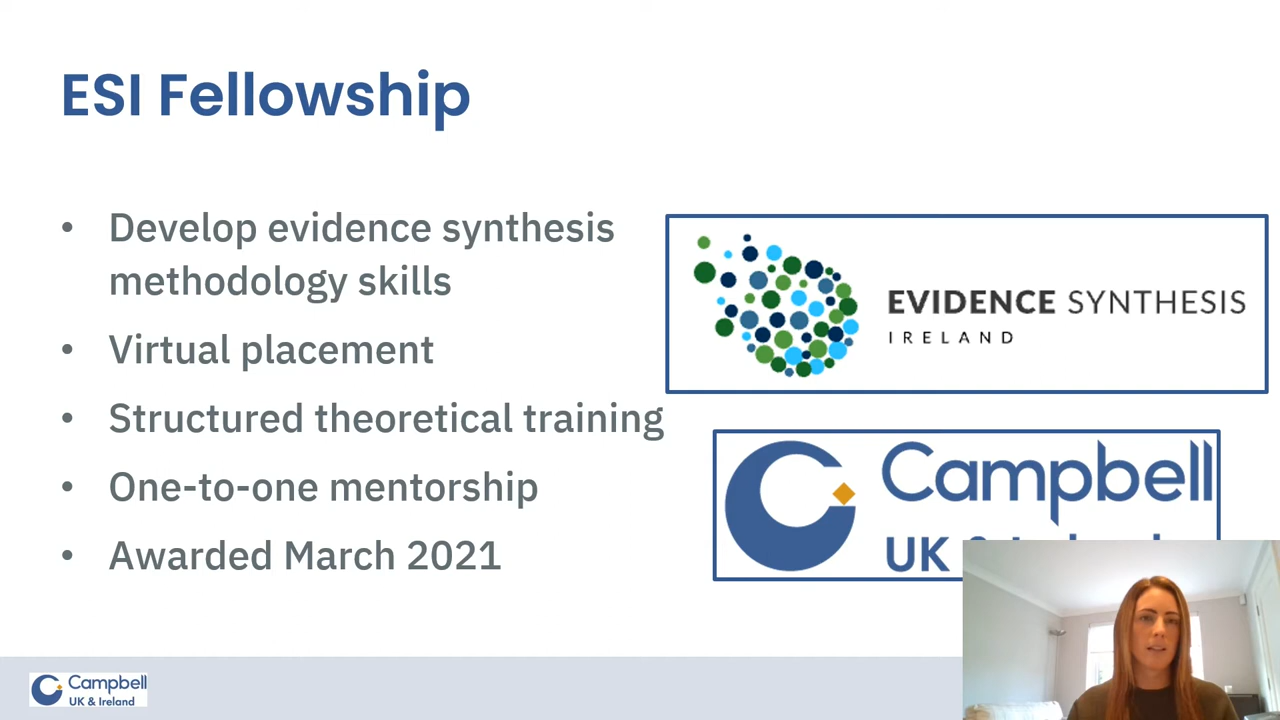 ESI Fellowship
• Develop evidence synthesis
methodology skills
• Virtual placement
• Structured theoretical training
• One-to-one mentorship
• Awarded March 2021
EVIDENCE SYNTHESIS
IRELAND
Campbell
UK &
Campbell
UK & Ireland